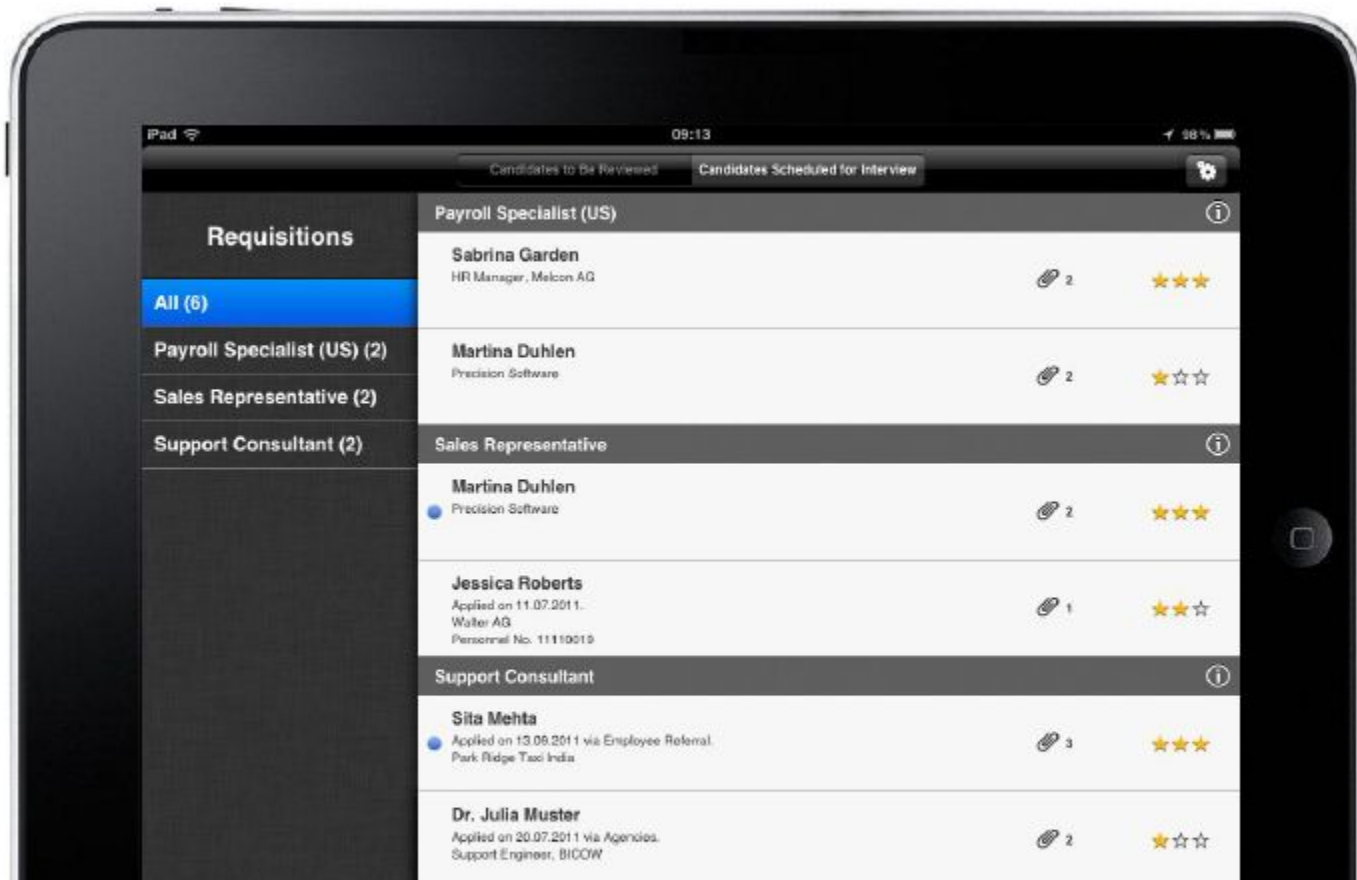 iPad
09:13
98%
Candidates to Be Reviewed
Candidates Scheduled for Interview
Requisitions
All (6)
Payroll Specialist (US) (2)
Sales Representative (2)
Support Consultant (2)
Payroll Specialist (US)
Sabrina Garden
HR Manager, Melcon AG
2
Martina Duhlen
Precision Software
2
Sales Representative
Martina Duhlen
Precision Software
2
Jessica Roberts
Applied on 11.07.2011.
Walter AG
Personnel No. 11110019
1
Support Consultant
Sita Mehta
Applied on 13.09.2011 via Employee Referral.
Park Ridge Taxi India
3
Dr. Julia Muster
Applied on 20.07.2011 via Agencies.
Support Engineer, BICOW
2